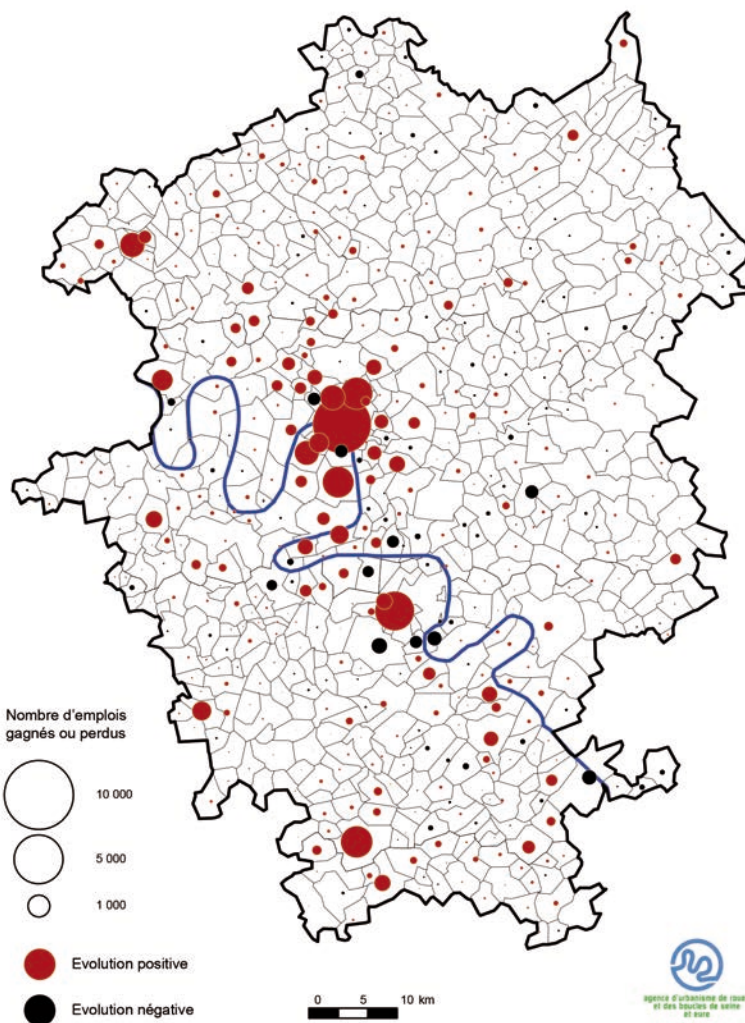 Nombre d'emplois
gagnés ou perdus
10 000
5 000
1 000
Evolution positive
Evolution négative
0 5 10 km
agence d'urbanisme de rouen
et des boucles de seine
et eure